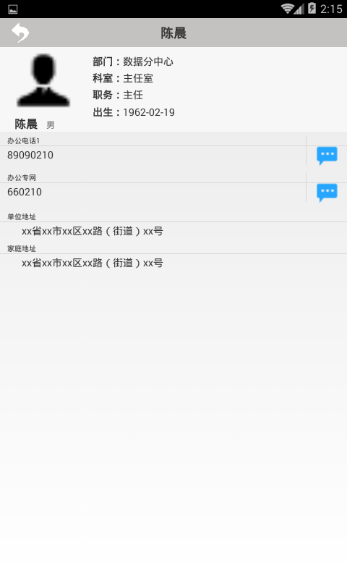 2:15
陈晨
部门：数据分中心
科室：主任室
职务：主任
出生：1962-02-19
陈晨 男
办公电话1
89090210
办公专网
660210
单位地址
xx省xx市xx区xx路（街道）xx号
家庭地址
xx省xx市xx区xx路（街道）xx号